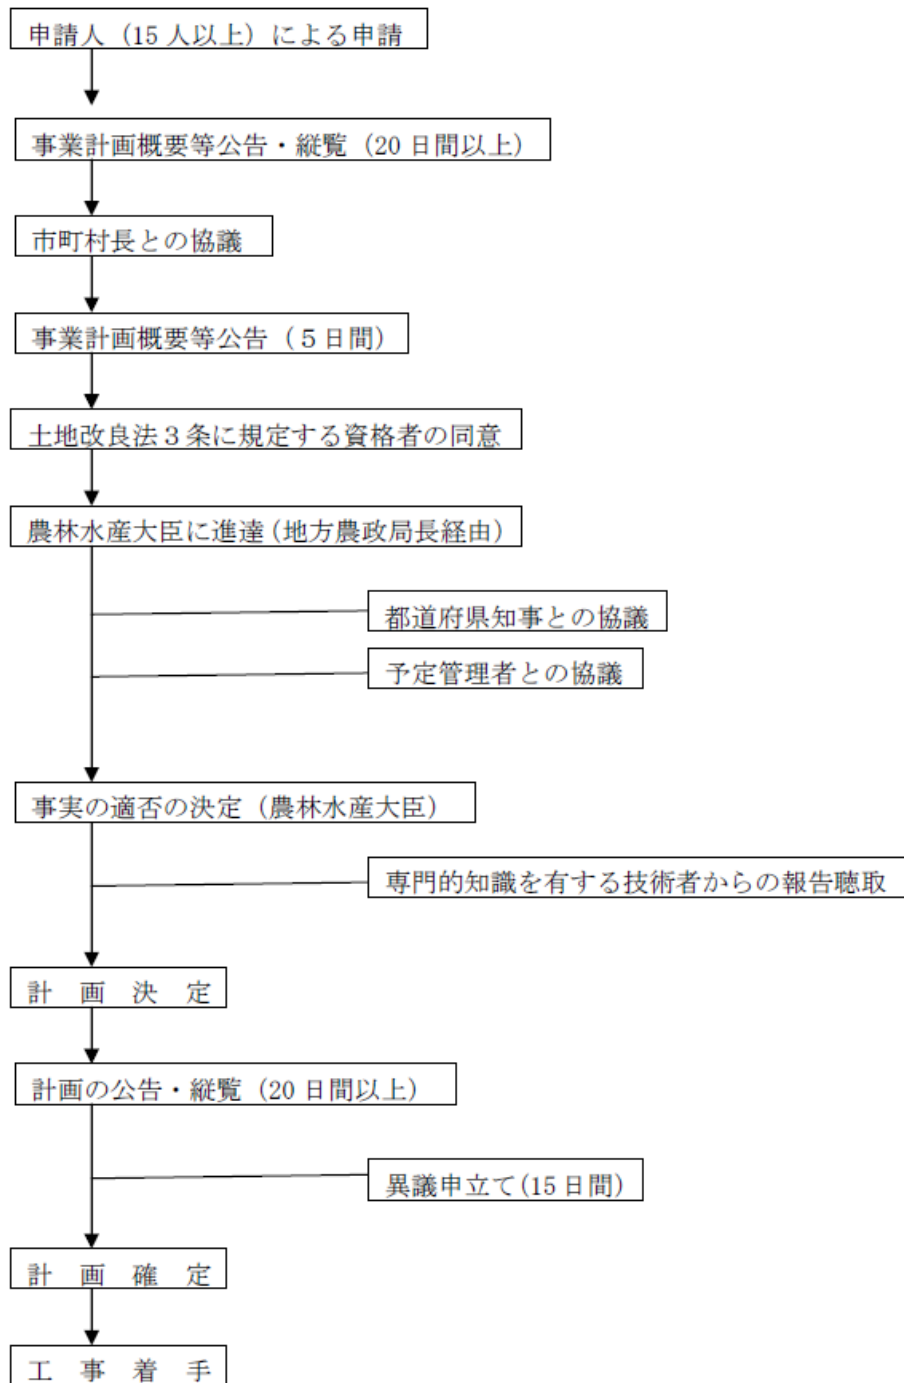 申請人（15人以上）による申請
事業計画概要等公告・縦覧（20日間以上）
市町村長との協議
事業計画概要等公告（５日間）
土地改良法３条に規定する資格者の同意
農林水産大臣に進達(地方農政局長経由)
都道府県知事との協議
予定管理者との協議
事実の適否の決定（農林水産大臣）
専門的知識を有する技術者からの報告聴取
計　画　決　定
計画の公告・縦覧（20日間以上）
異議申立て(15日間)
計　画　確　定
工　事　着　手